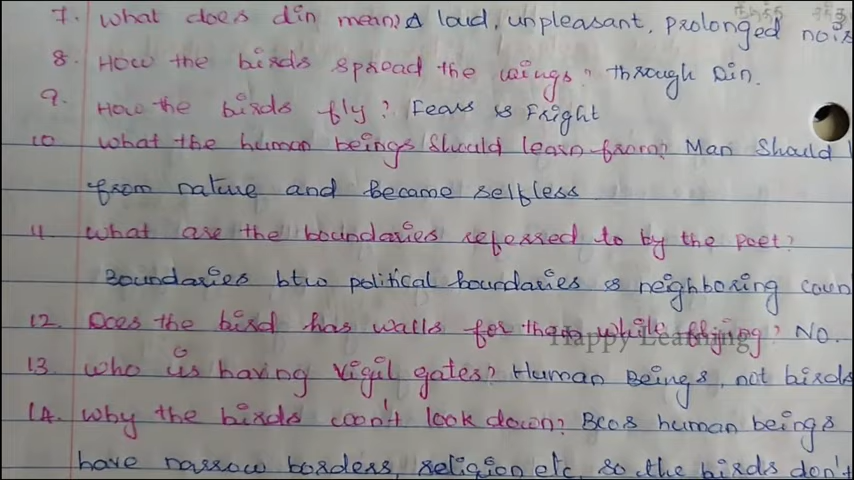 7. What does din mean? A loud, unpleasant, prolonged nois
8. How the birds spread the wings? Through Din.
9. How the birds fly? Fears is Fright
10 What the human beings should learn from? Man should
from nature and became selfless
11. What are the boundaries referred to by the poet?
Boundaries btw political boundaries is neighboring coun
12. Does the bird has walls for them while flying? No.
Happy Learning
13. Who is having vigil gates? Human Beings, not birds
14. Why the birds coon't look down? Bcos human beings
have narrow borders, religion etc so the birds don't